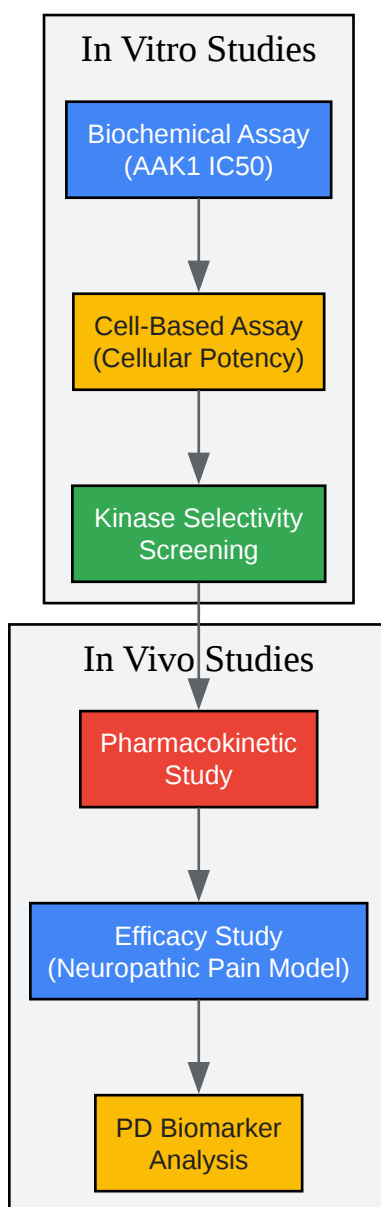 In Vitro Studies
Biochemical Assay
(AAK1 IC50)
Cell-Based Assay
(Cellular Potency)
Kinase Selectivity
Screening
In Vivo Studies
Pharmacokinetic
Study
Efficacy Study
(Neuropathic Pain Model)
PD Biomarker
Analysis